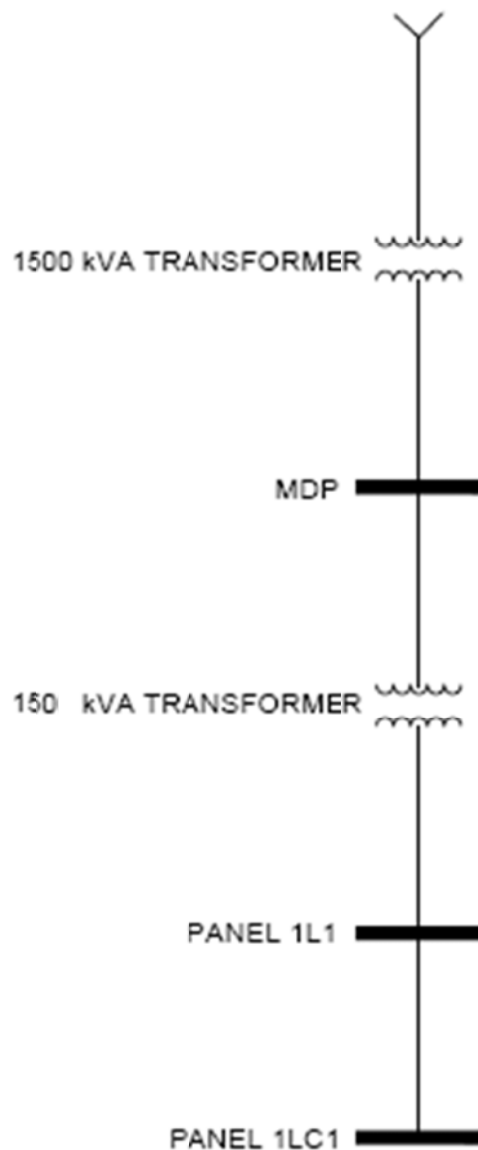 1500 kVA TRANSFORMER
MDP
150 kVA TRANSFORMER
PANEL 1L1
PANEL 1LC1